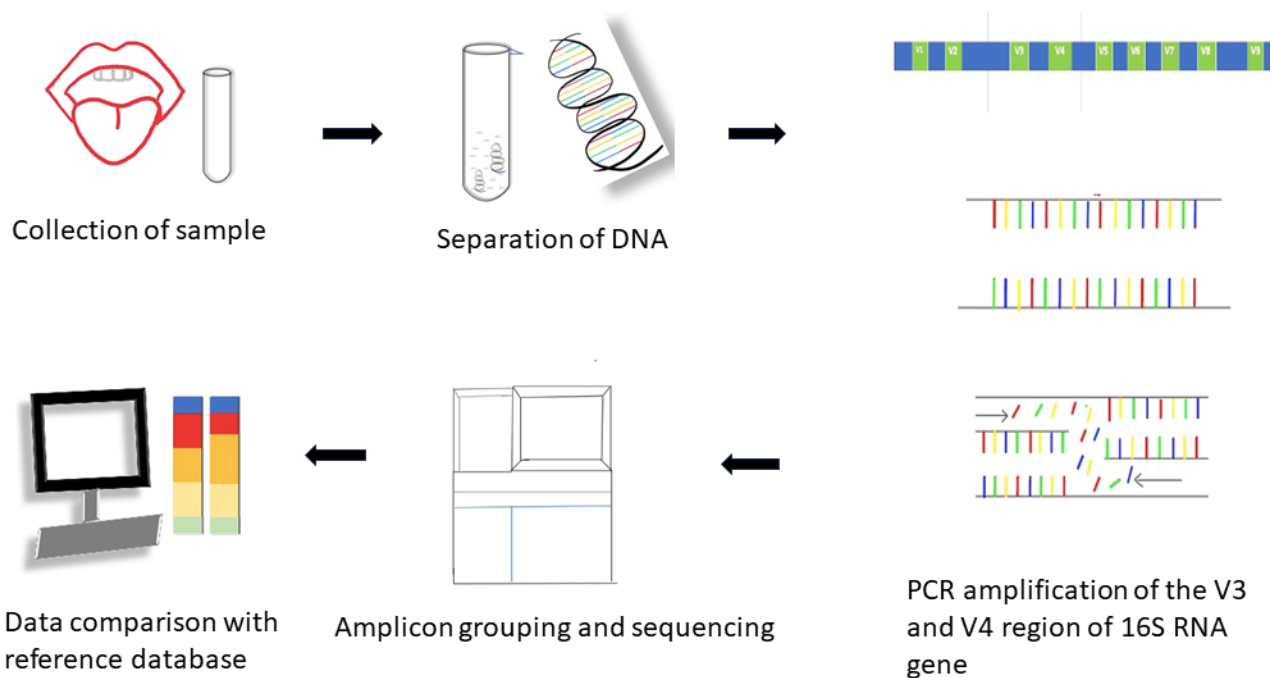 V1 V2 V3 V4 V5 V6 V7 V8 V9
Collection of sample
Separation of DNA
PCR amplification of the V3
and V4 region of 16S RNA
gene
Amplicon grouping and sequencing
Data comparison with
reference database